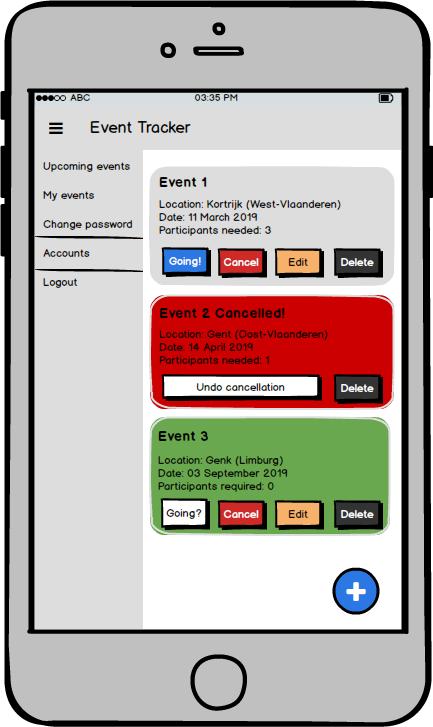 ABC 03:35 PM
Event Tracker
Upcoming events
My events
Change password
Accounts
Logout
Event 1
Location: Kortrijk (West-Vlaanderen)
Date: 11 March 2019
Participants needed: 3
Going! Cancel Edit Delete
Event 2 Cancelled!
Location: Gent (Oost-Vlaanderen)
Date: 14 April 2019
Participants needed: 1
Undo cancellation Delete
Event 3
Location: Genk (Limburg)
Date: 03 September 2019
Participants required: 0
Going? Cancel Edit Delete